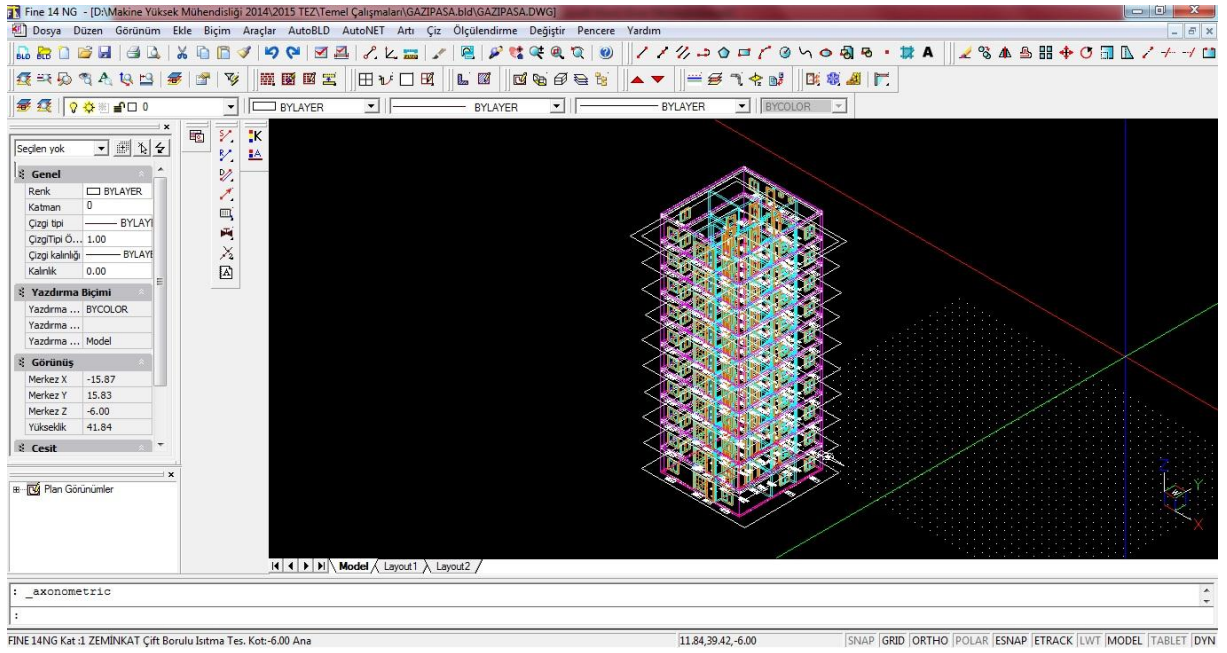 Fine 14 NG - [D:\Makine Yüksek Mühendisliği 2014\2015 TEZ\Temel Çalışmaları\GAZIPASA.bld\GAZIPASA.DWG]
Dosya Düzen Görünüm Ekle Biçim Araçlar AutoBLD AutoNET Artı Çiz Ölçülendirme Değiştir Pencere Yardım
BLD BLD
A
0 BYLAYER BYLAYER BYLAYER BYCOLOR
Seçilen yok
K
A
Genel
Renk BYLAYER
Katman 0
Çizgi tipi BYLAYI
ÇizgiTipi Ö... 1.00
Çizgi kalınlığı BYLAYI
Kalınlık 0.00
Yazdırma Biçimi
Yazdırma ... BYCOLOR
Yazdırma ...
Yazdırma ... Model
Görünüş
Merkez X -15.87
Merkez Y 15.83
Merkez Z -6.00
Yükseklik 41.84
Çeşit
Plan Görünümler
Z
Y
X
Model Layout1 Layout2
: _axonometric
:
FINE 14NG Kat :1 ZEMİNKAT Çift Borulu Isıtma Tes. Kot:-6.00 Ana 11.84,39.42,-6.00 SNAP GRID ORTHO POLAR ESNAP ETRACK LWT MODEL TABLET DYN